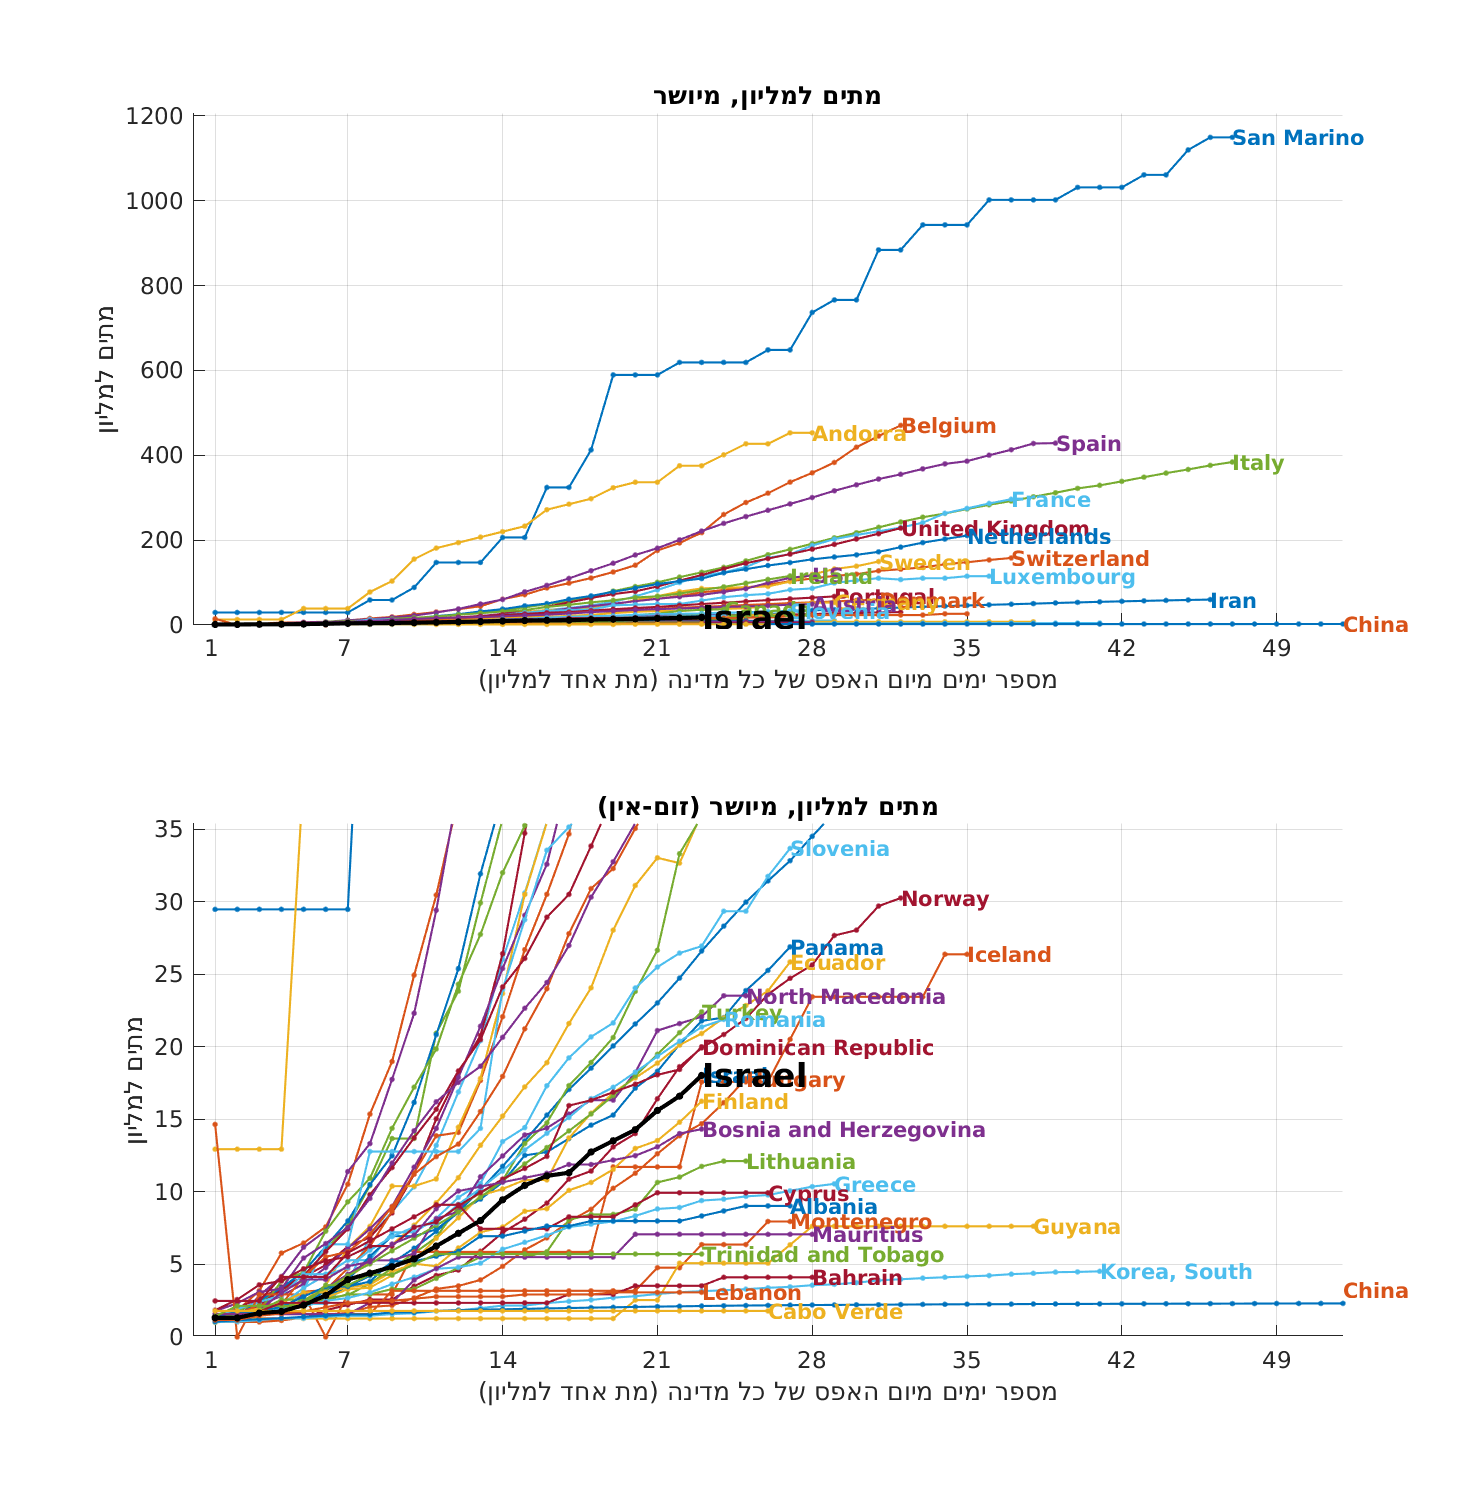 מתים למליון, מיושר
1200
1000
800
600
400
200
0
מתים למליון
San Marino
Andorra
Belgium
Spain
Italy
France
United Kingdom
Netherlands
Sweden
Switzerland
Ireland
US
Luxembourg
Portugal
Denmark
Germany
Austria
Iran
Slovenia
Israel
China
1 7 14 21 28 35 42 49
מספר ימים מיום האפס של כל מדינה (מת אחד למליון)
מתים למליון, מיושר (זום-אין)
35
30
25
20
15
10
5
0
מתים למליון
Slovenia
Norway
Panama
Ecuador
Iceland
North Macedonia
Turkey
Romania
Dominican Republic
Israel
Hungary
Finland
Bosnia and Herzegovina
Lithuania
Greece
Cyprus
Albania
Montenegro
Guyana
Mauritius
Trinidad and Tobago
Korea, South
Bahrain
Lebanon
China
Cabo Verde
1 7 14 21 28 35 42 49
מספר ימים מיום האפס של כל מדינה (מת אחד למליון)